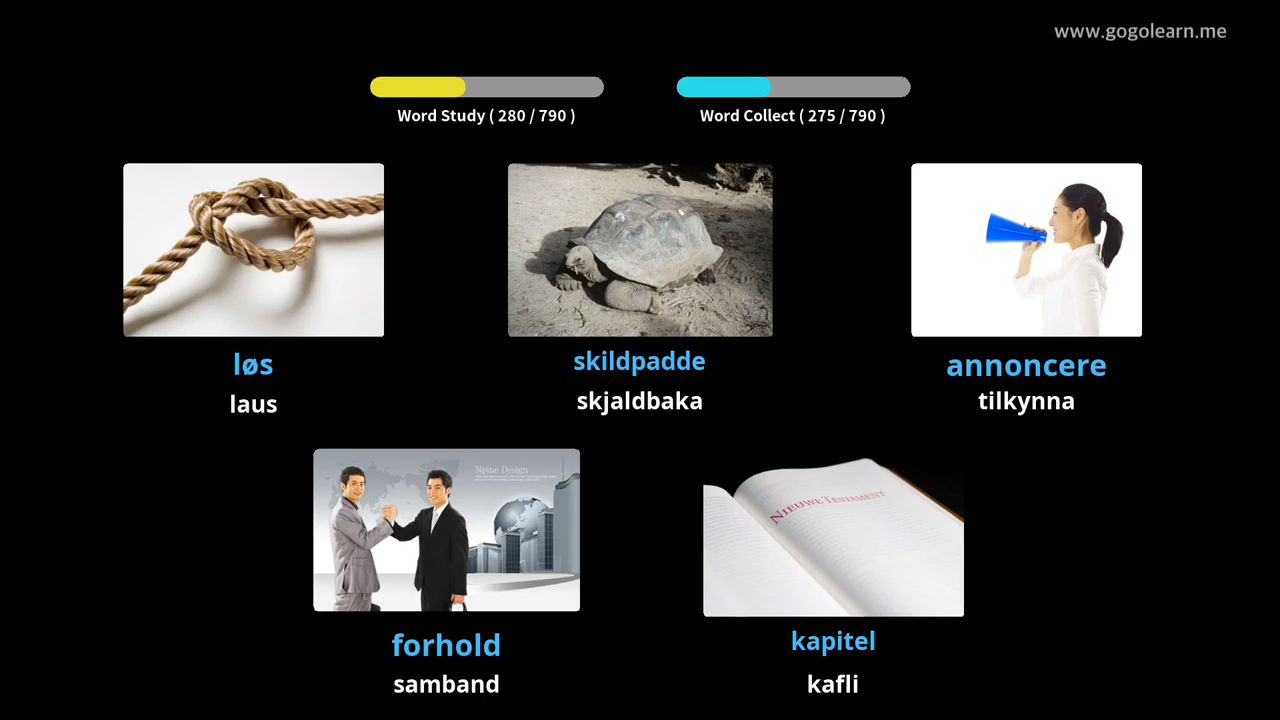 www.gogolearn.me
Word Study ( 280 / 790 )
Word Collect ( 275 / 790 )
løs
laus
skildpadde
skjaldbaka
annoncere
tilkynna
Npine Design
NIEUWE TESTAMENT
forhold
samband
kapitel
kafli